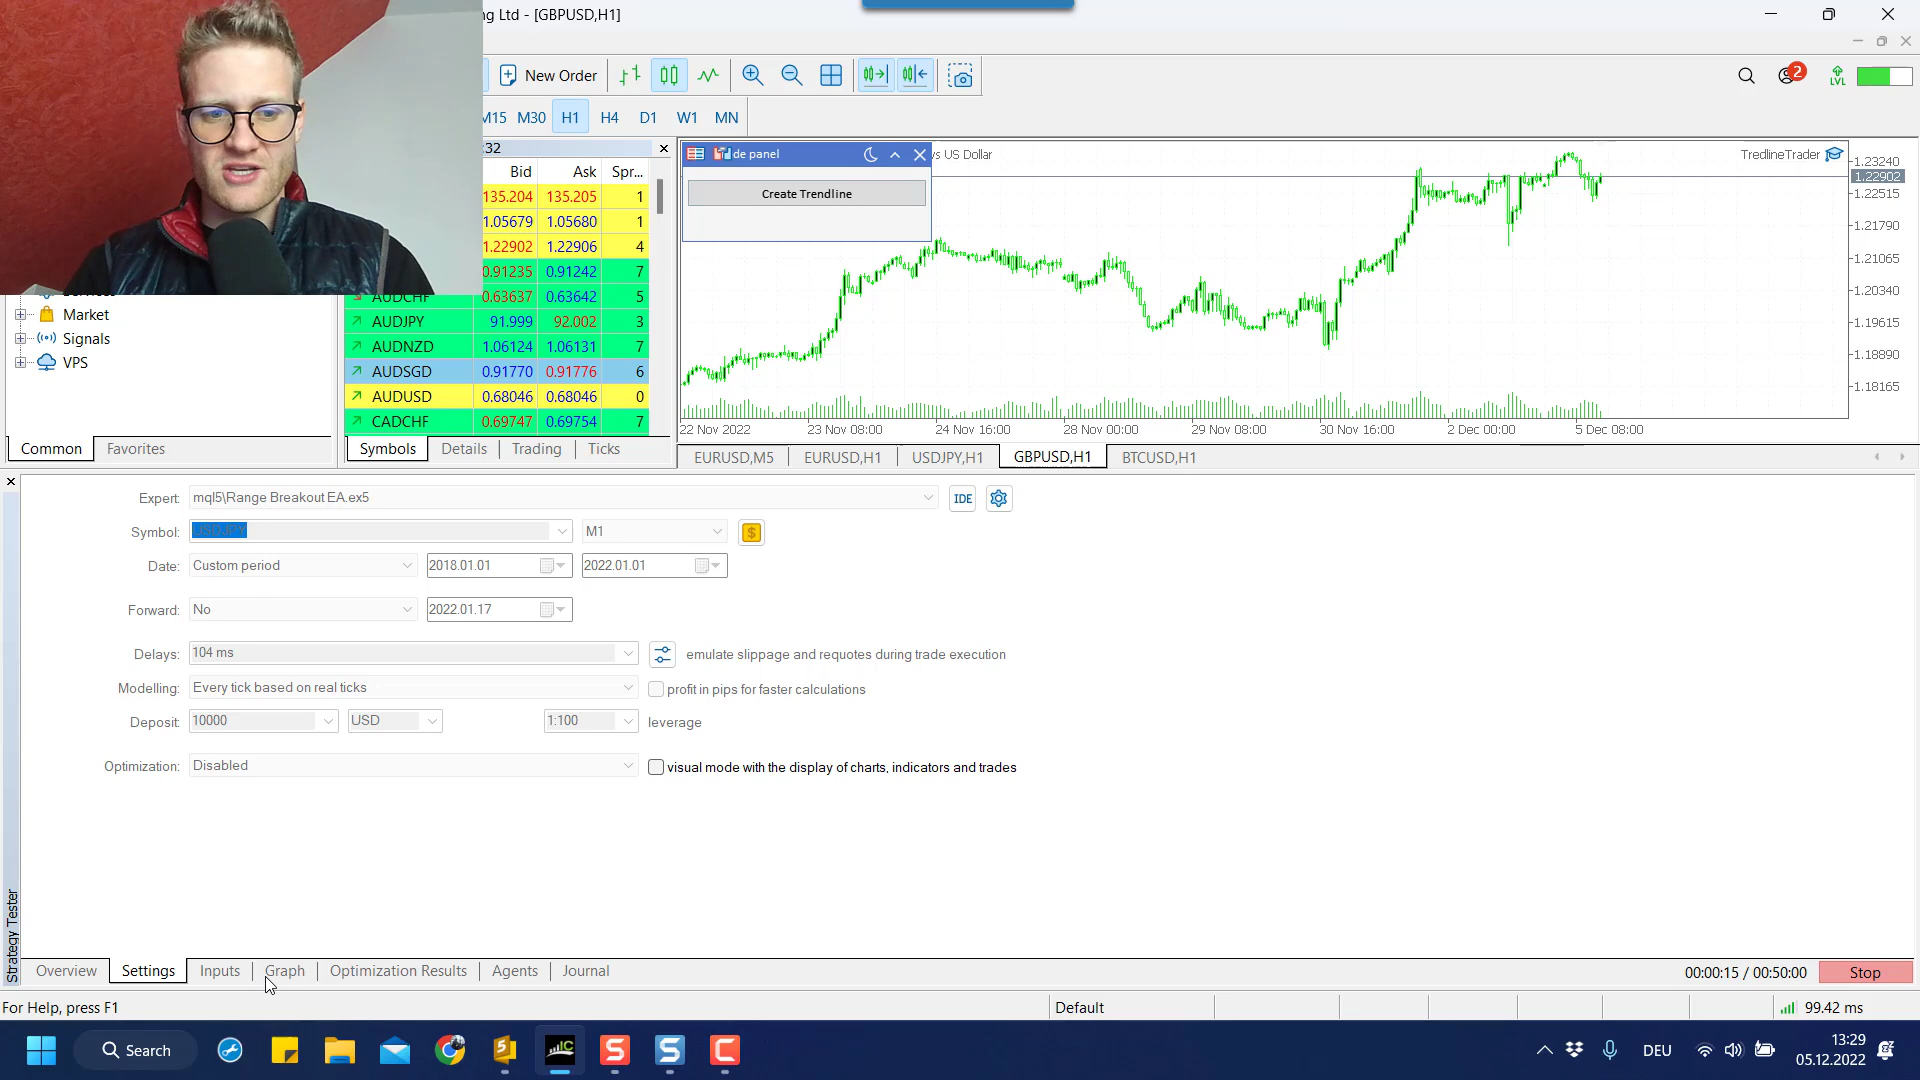 ng Ltd - [GBPUSD,H1]
New Order
2
LVL
M15 M30 H1 H4 D1 W1 MN
:32
Bid Ask Spr...
135.204 135.205 1
1.05679 1.05680 1
1.22902 1.22906 4
0.91235 0.91242 7
AUDCHF 0.63637 0.63642 5
AUDJPY 91.999 92.002 3
AUDNZD 1.06124 1.06131 7
AUDSGD 0.91770 0.91776 6
AUDUSD 0.68046 0.68046 0
CADCHF 0.69747 0.69754 7
Symbols Details Trading Ticks
Services
Market
Signals
VPS
Common Favorites
de panel
Create Trendline
vs US Dollar
TredlineTrader
1.23240
1.22902
1.22515
1.21790
1.21065
1.20340
1.19615
1.18890
1.18165
22 Nov 2022 23 Nov 08:00 24 Nov 16:00 28 Nov 00:00 29 Nov 08:00 30 Nov 16:00 2 Dec 00:00 5 Dec 08:00
EURUSD,M5 EURUSD,H1 USDJPY,H1 GBPUSD,H1 BTCUSD,H1
Expert: mql5\Range Breakout EA.ex5 IDE
Symbol: USDJPY M1 $
Date: Custom period 2018.01.01 2022.01.01
Forward: No 2022.01.17
Delays: 104 ms emulate slippage and requotes during trade execution
Modelling: Every tick based on real ticks profit in pips for faster calculations
Deposit: 10000 USD 1:100 leverage
Optimization: Disabled visual mode with the display of charts, indicators and trades
Strategy Tester
Overview Settings Inputs Graph Optimization Results Agents Journal
00:00:15 / 00:50:00 Stop
For Help, press F1
Default
99.42 ms
Search
5
IC
S
S
C
DEU
13:29
05.12.2022